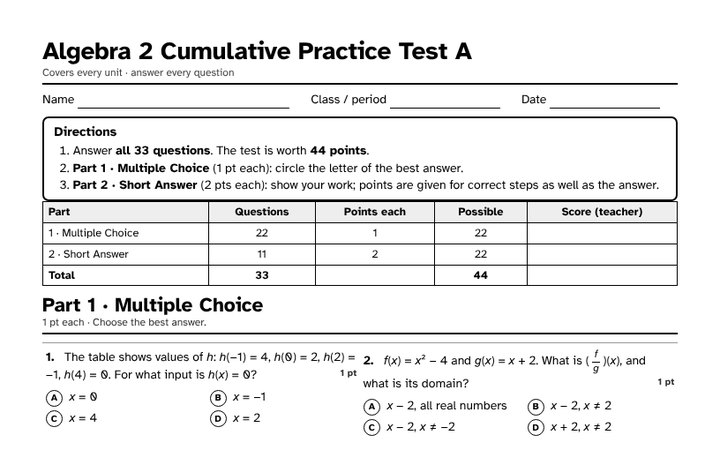 Algebra 2 Cumulative Practice Test A
Covers every unit · answer every question
Name
Class / period
Date
Directions
1. Answer all 33 questions. The test is worth 44 points.
2. Part 1 · Multiple Choice (1 pt each): circle the letter of the best answer.
3. Part 2 · Short Answer (2 pts each): show your work; points are given for correct steps as well as the answer.
Part Questions Points each Possible Score (teacher)
1 · Multiple Choice 22 1 22
2 · Short Answer 11 2 22
Total 33 44
Part 1 · Multiple Choice
1 pt each · Choose the best answer.
1. The table shows values of h: h(−1) = 4, h(0) = 2, h(2) =
−1, h(4) = 0. For what input is h(x) = 0?
1 pt
A x = 0
B x = −1
C x = 4
D x = 2
2. f(x) = x² − 4 and g(x) = x + 2. What is (f/g)(x), and
what is its domain?
1 pt
A x − 2, all real numbers
B x − 2, x ≠ 2
C x − 2, x ≠ −2
D x + 2, x ≠ 2